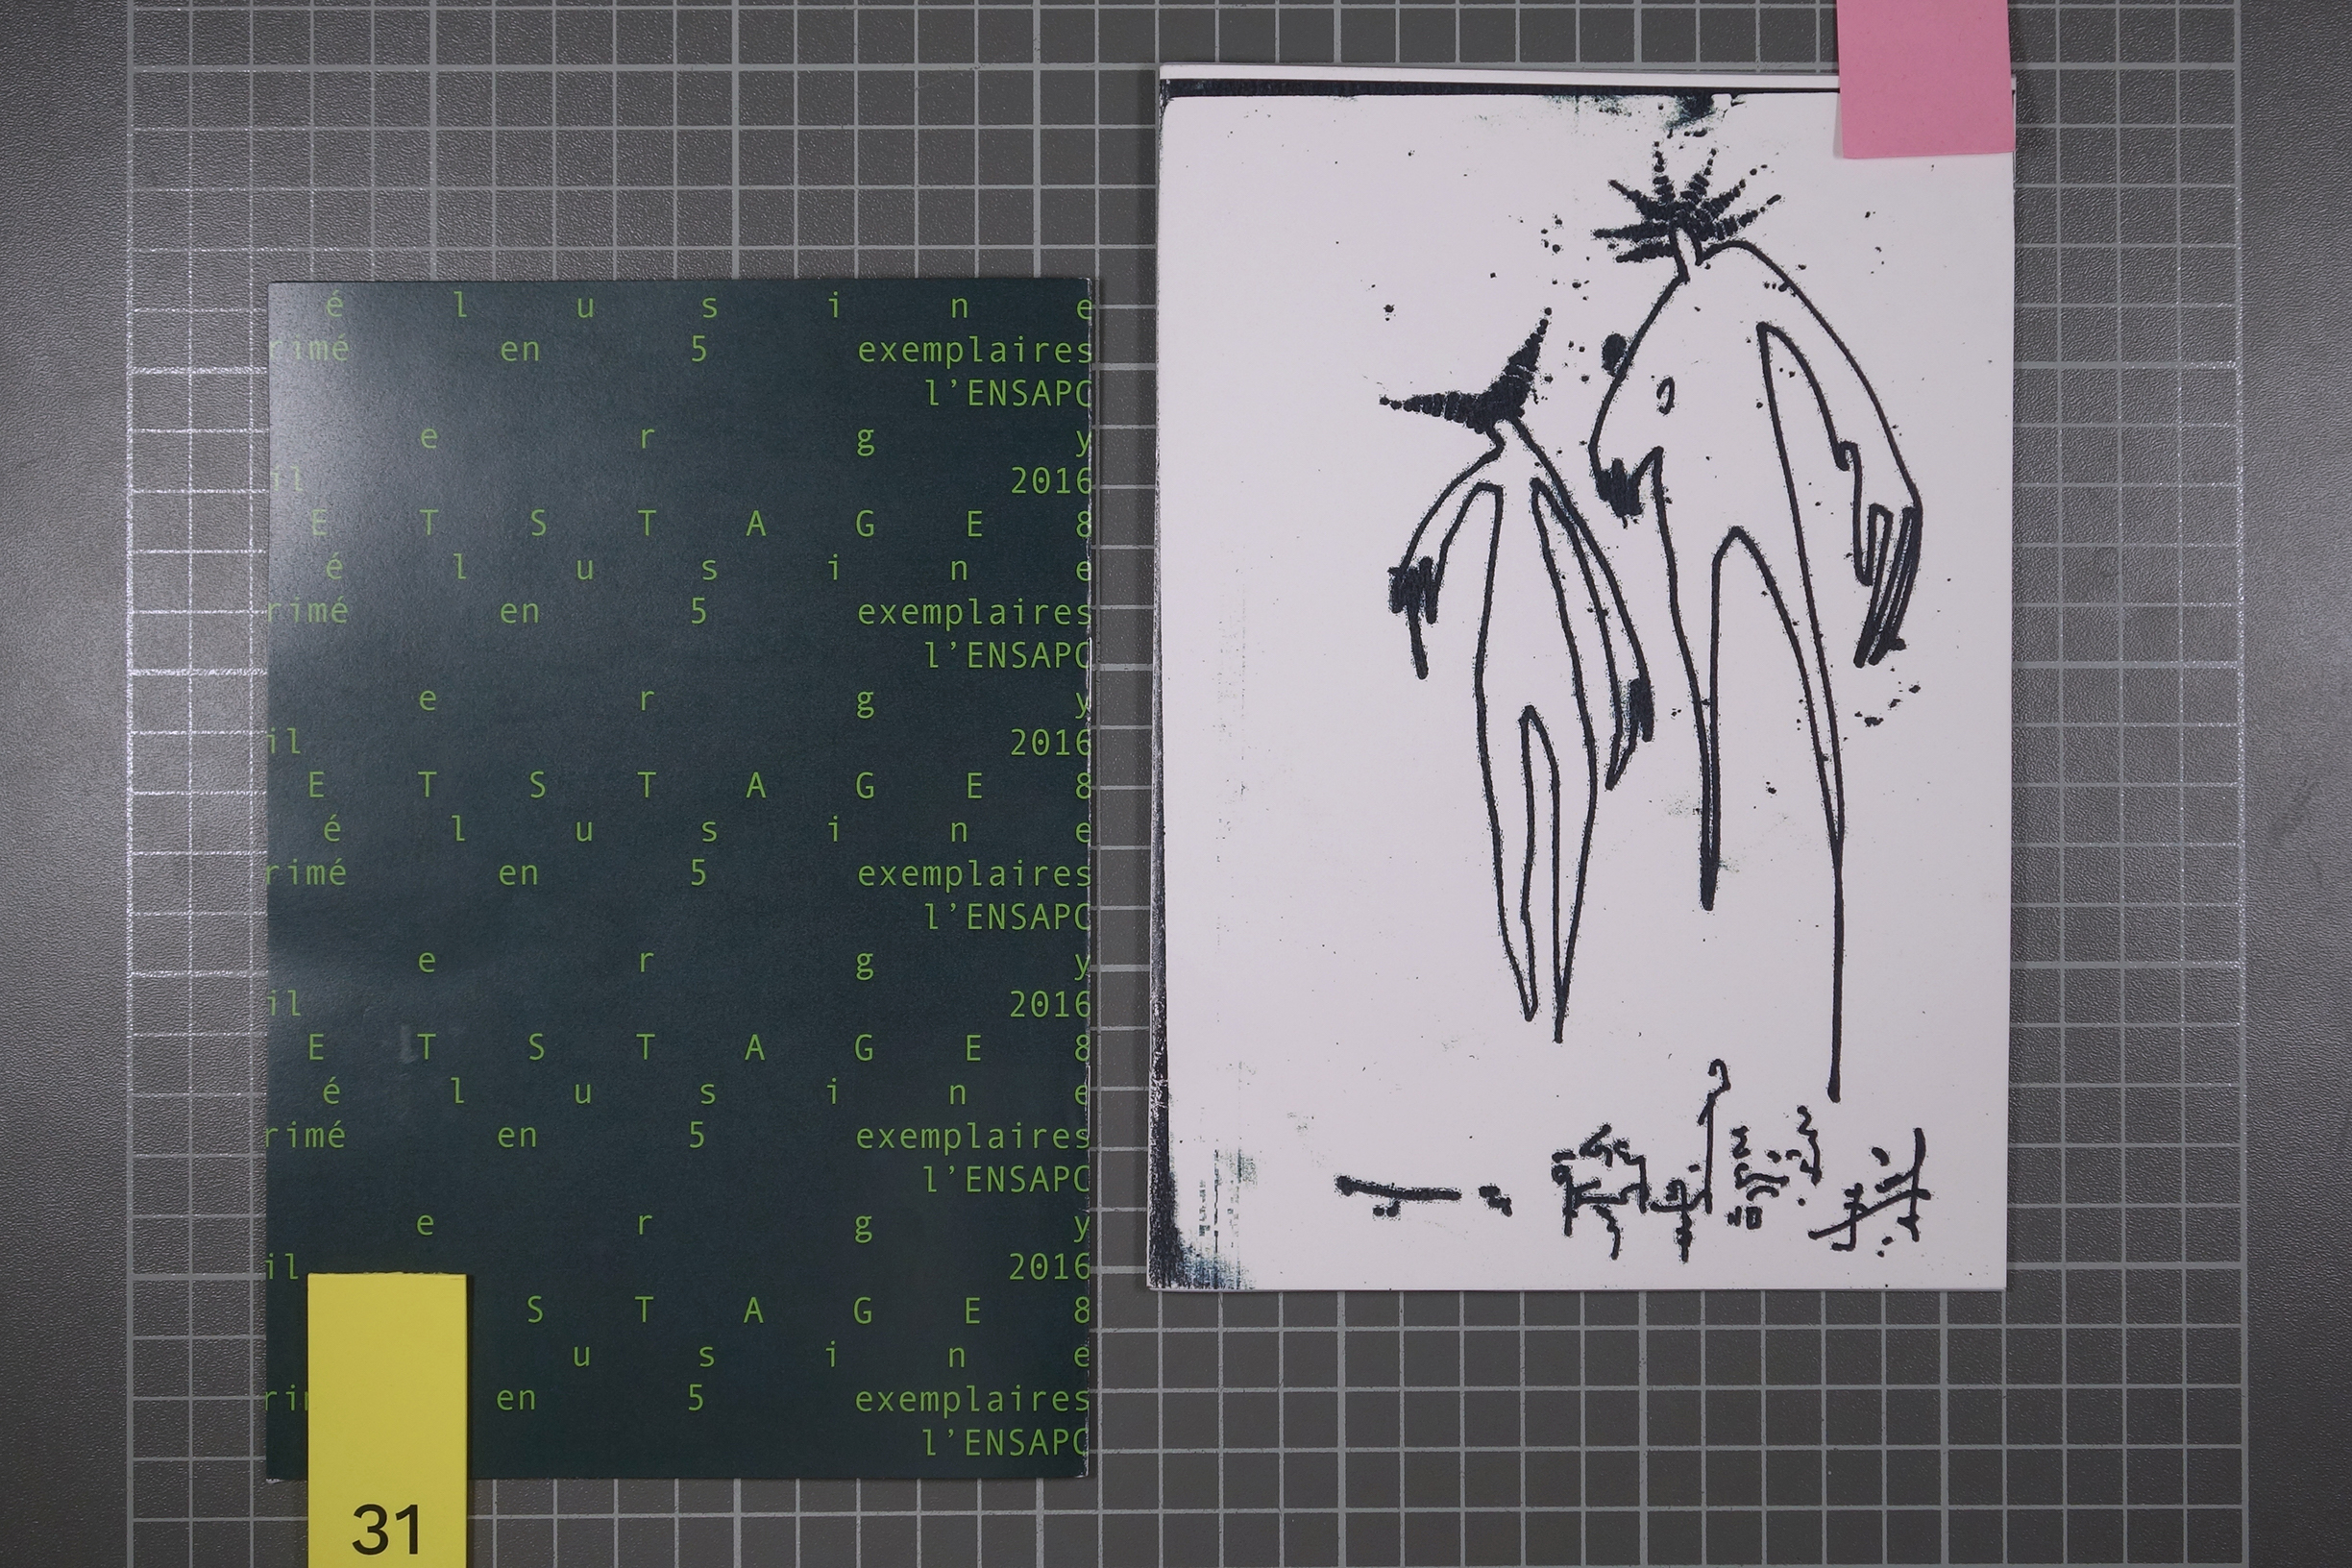 é l u s i n e
rimé en 5 exemplaires
l’ENSAPC
e r g y
il 2016
E T S T A G E 8
é l u s i n e
rimé en 5 exemplaires
l’ENSAPC
e r g y
il 2016
E T S T A G E 8
é l u s i n e
rimé en 5 exemplaires
l’ENSAPC
e r g y
il 2016
E T S T A G E 8
é l u s i n e
rimé en 5 exemplaires
l’ENSAPC
e r g y
il 2016
S T A G E 8
u s i n e
ri en 5 exemplaires
l’ENSAPC
31